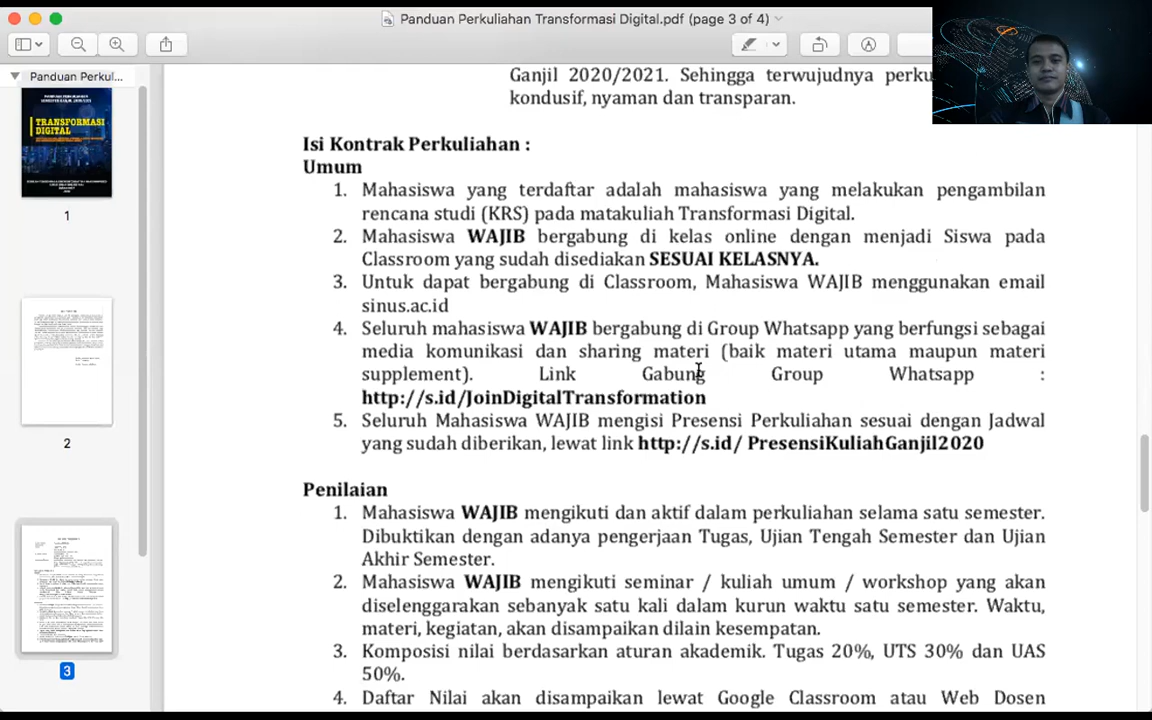 Panduan Perkuliahan Transformasi Digital.pdf (page 3 of 4)
Panduan Perkul...
TRANSFORMASI
DIGITAL
1
2
3
Ganjil 2020/2021. Sehingga terwujudnya
kondusif, nyaman dan transparan.
Isi Kontrak Perkuliahan :
Umum
1. Mahasiswa yang terdaftar adalah mahasiswa yang melakukan pengambilan
rencana studi (KRS) pada matakuliah Transformasi Digital.
2. Mahasiswa WAJIB bergabung di kelas online dengan menjadi Siswa pada
Classroom yang sudah disediakan SESUAI KELASNYA.
3. Untuk dapat bergabung di Classroom, Mahasiswa WAJIB menggunakan email
sinus.ac.id
4. Seluruh mahasiswa WAJIB bergabung di Group Whatsapp yang berfungsi sebagai
media komunikasi dan sharing materi (baik materi utama maupun materi
supplement). Link Gabung Group Whatsapp :
http://s.id/JoinDigitalTransformation
5. Seluruh Mahasiswa WAJIB mengisi Presensi Perkuliahan sesuai dengan Jadwal
yang sudah diberikan, lewat link http://s.id/ PresensiKuliahGanjil2020
Penilaian
1. Mahasiswa WAJIB mengikuti dan aktif dalam perkuliahan selama satu semester.
Dibuktikan dengan adanya pengerjaan Tugas, Ujian Tengah Semester dan Ujian
Akhir Semester.
2. Mahasiswa WAJIB mengikuti seminar / kuliah umum / workshop yang akan
diselenggarakan sebanyak satu kali dalam kurun waktu satu semester. Waktu,
materi, kegiatan, akan disampaikan dilain kesempatan.
3. Komposisi nilai berdasarkan aturan akademik. Tugas 20%, UTS 30% dan UAS
50%.
4. Daftar Nilai akan disampaikan lewat Google Classroom atau Web Dosen